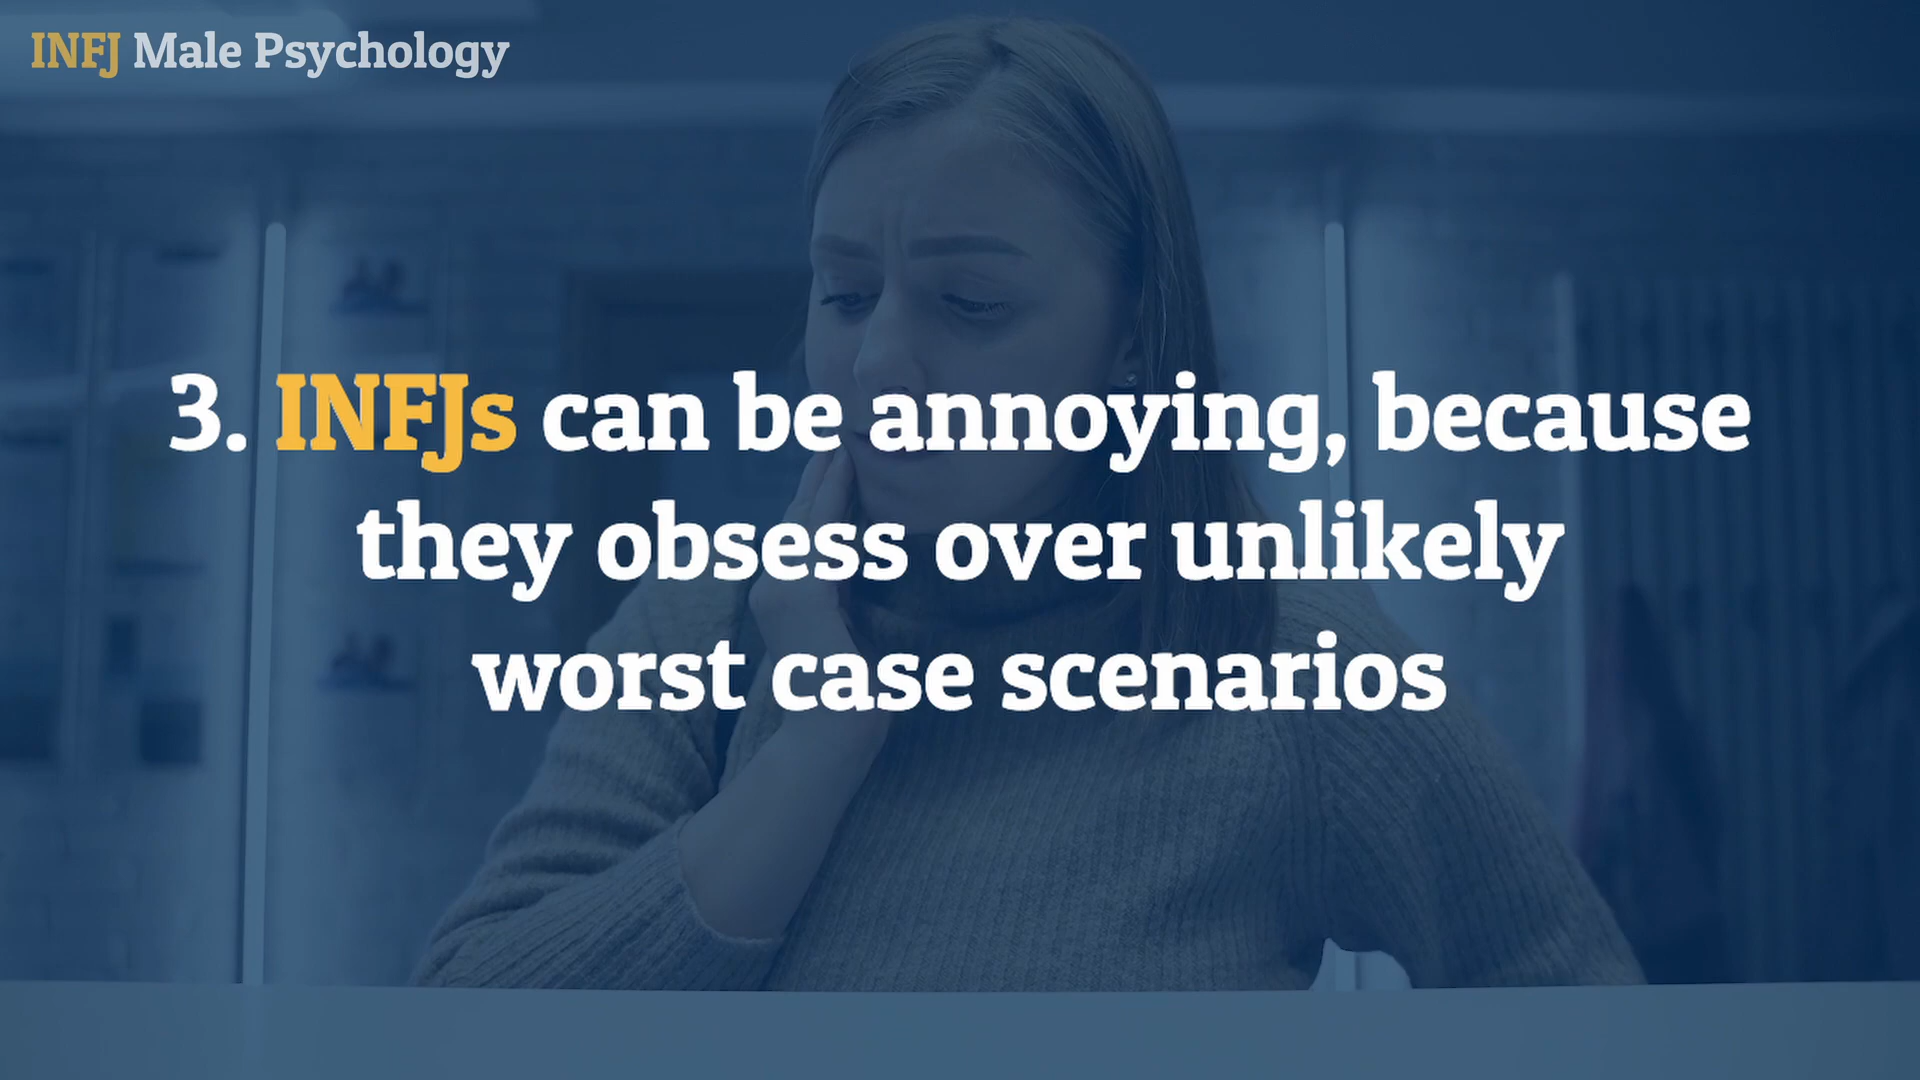 INFJ Male Psychology
3. INFJs can be annoying, because
they obsess over unlikely
worst case scenarios